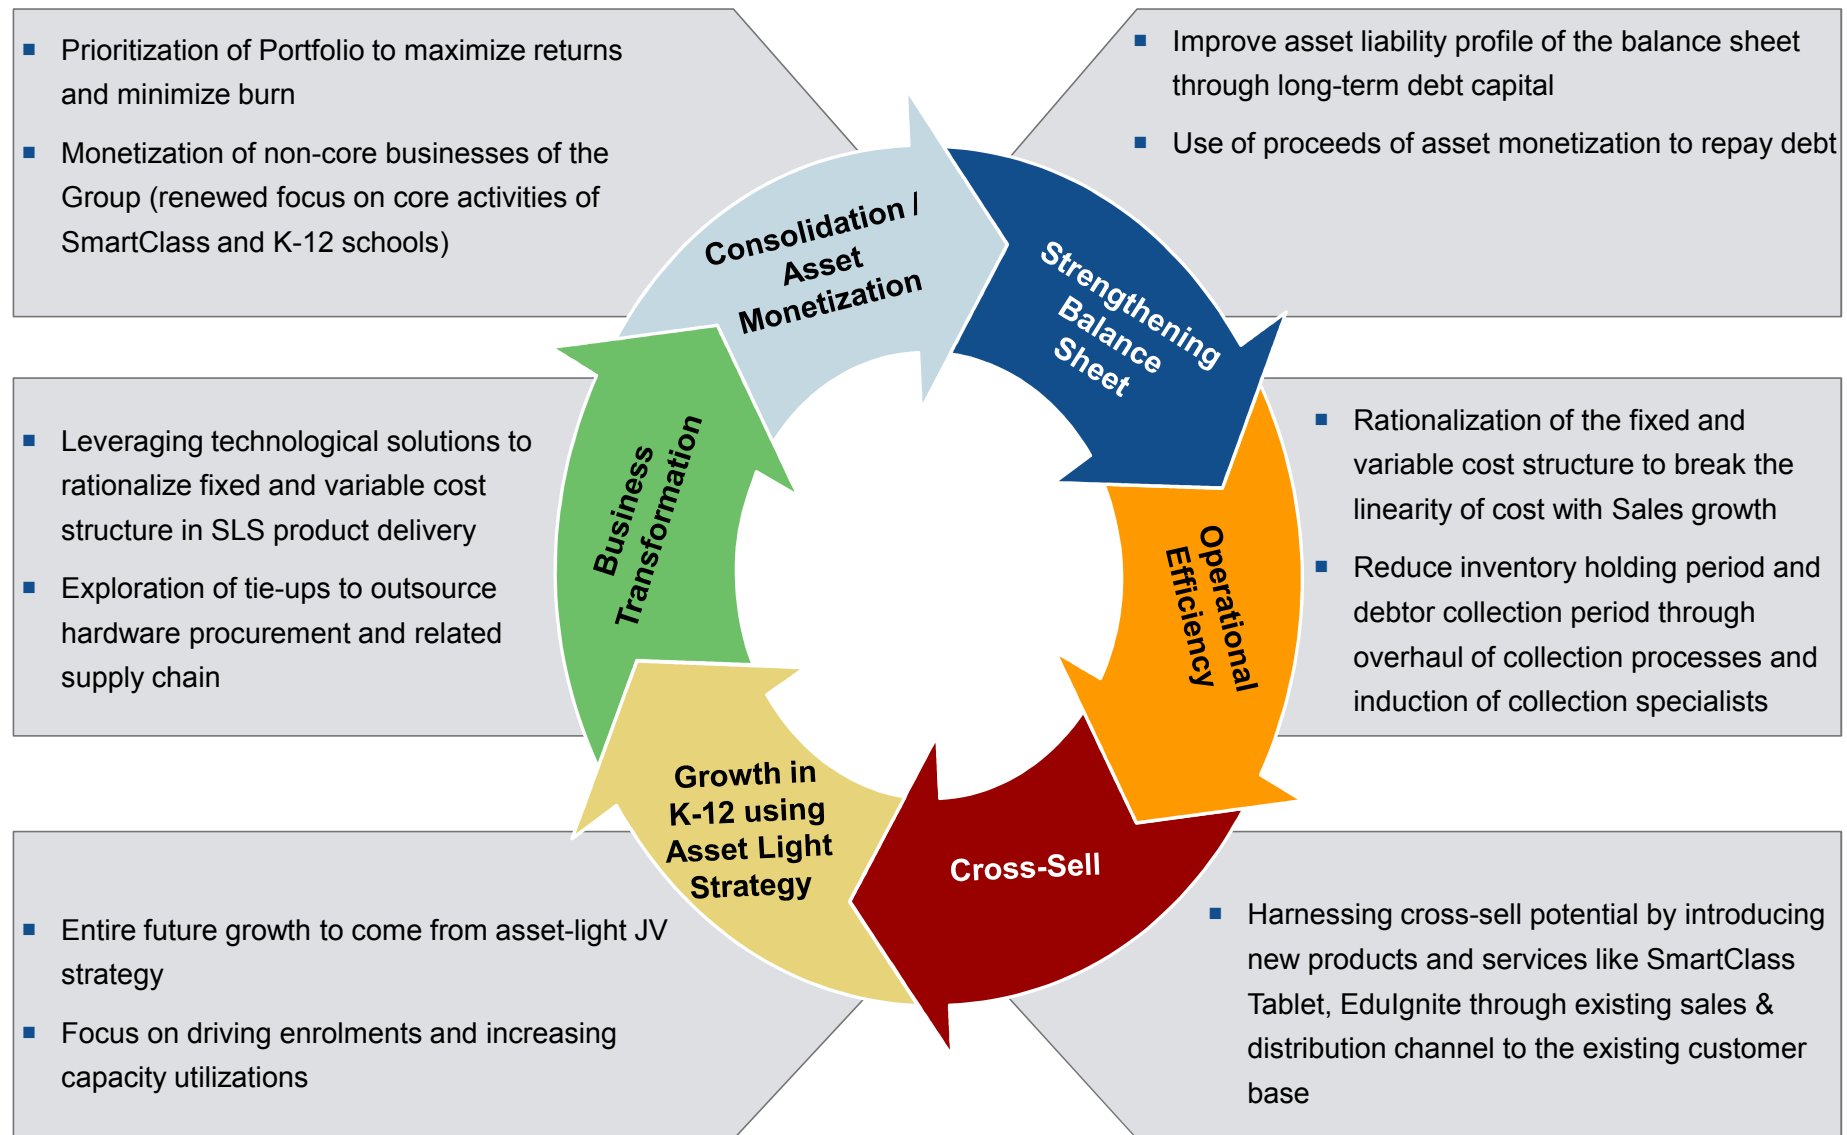 Prioritization of Portfolio to maximize returns
and minimize burn
Monetization of non-core businesses of the
Group (renewed focus on core activities of
SmartClass and K-12 schools)
Improve asset liability profile of the balance sheet
through long-term debt capital
Use of proceeds of asset monetization to repay debt
Consolidation /
Asset
Monetization
Strengthening
Balance
Sheet
Leveraging technological solutions to
rationalize fixed and variable cost
structure in SLS product delivery
Exploration of tie-ups to outsource
hardware procurement and related
supply chain
Business
Transformation
Operational
Efficiency
Rationalization of the fixed and
variable cost structure to break the
linearity of cost with Sales growth
Reduce inventory holding period and
debtor collection period through
overhaul of collection processes and
induction of collection specialists
Growth in
K-12 using
Asset Light
Strategy
Cross-Sell
Entire future growth to come from asset-light JV
strategy
Focus on driving enrolments and increasing
capacity utilizations
Harnessing cross-sell potential by introducing
new products and services like SmartClass
Tablet, EduIgnite through existing sales &
distribution channel to the existing customer
base